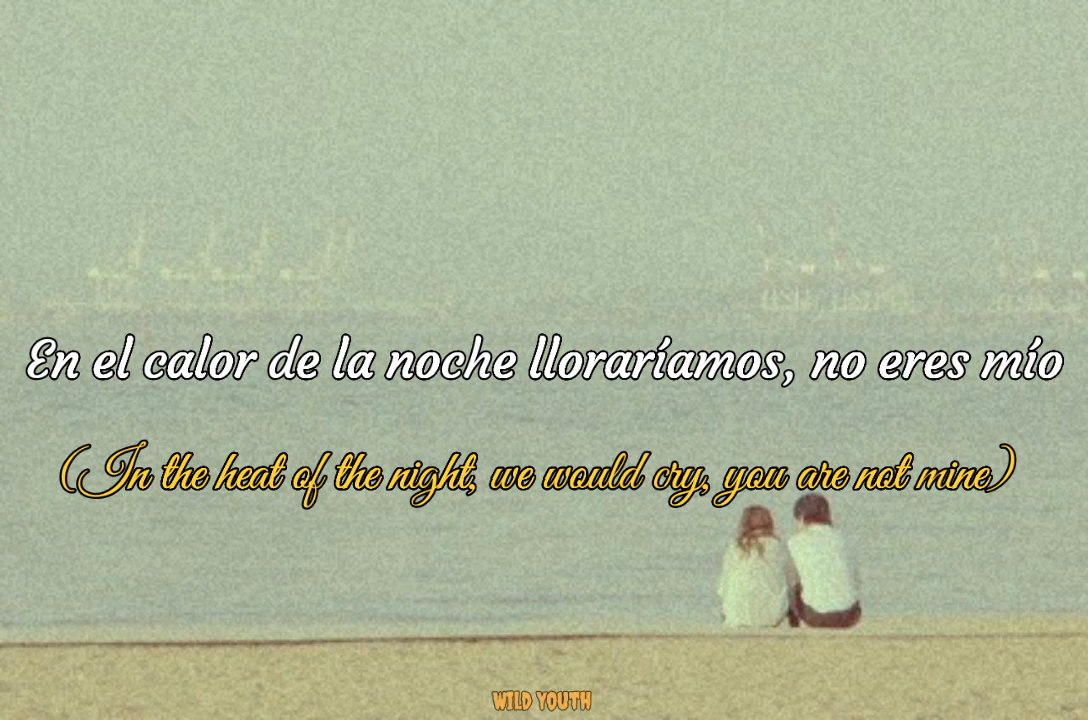 En el calor de la noche lloraríamos, no eres mío
(In the heat of the night, we would cry, you are not mine)
WILD YOUTH